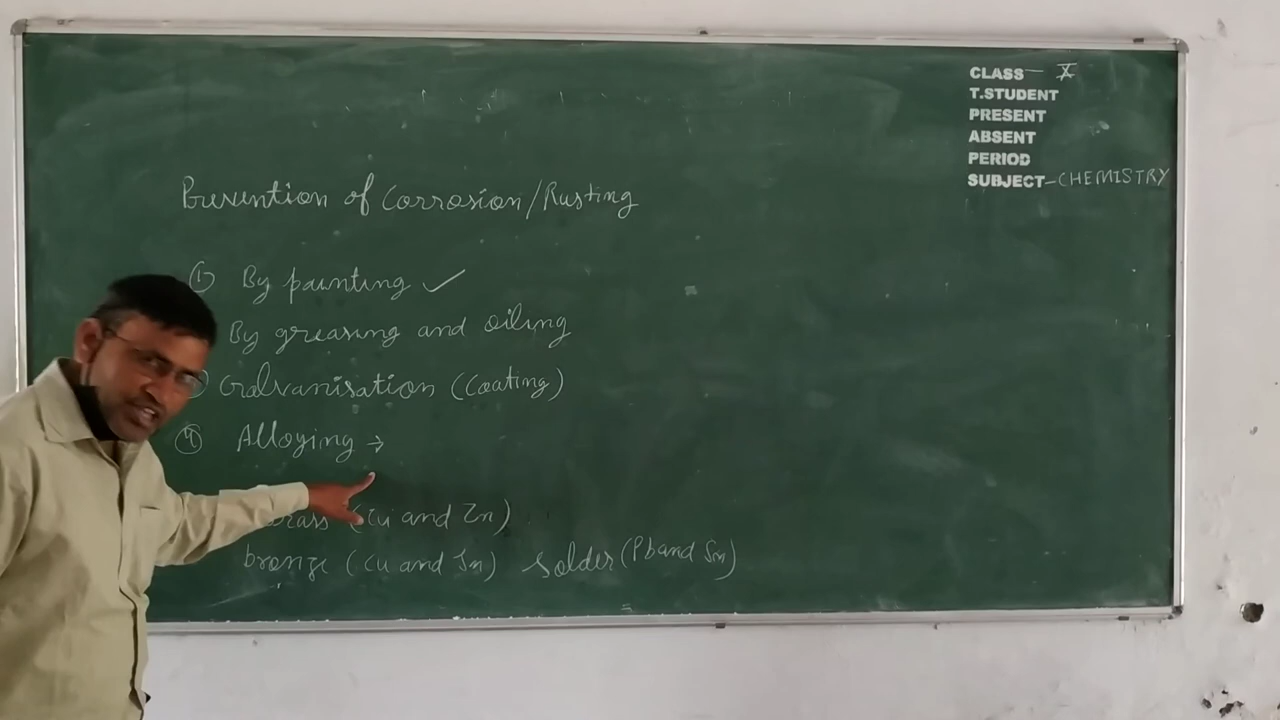 CLASS - X
T.STUDENT
PRESENT
ABSENT
PERIOD
SUBJECT - CHEMISTRY
Prevention of Corrosion/Rusting
① By painting ✓
By greasing and oiling
Galvanisation (Coating)
④ Alloying →
(Cu and Zn)
bronze (Cu and Sn) solder (Pb and Sn)